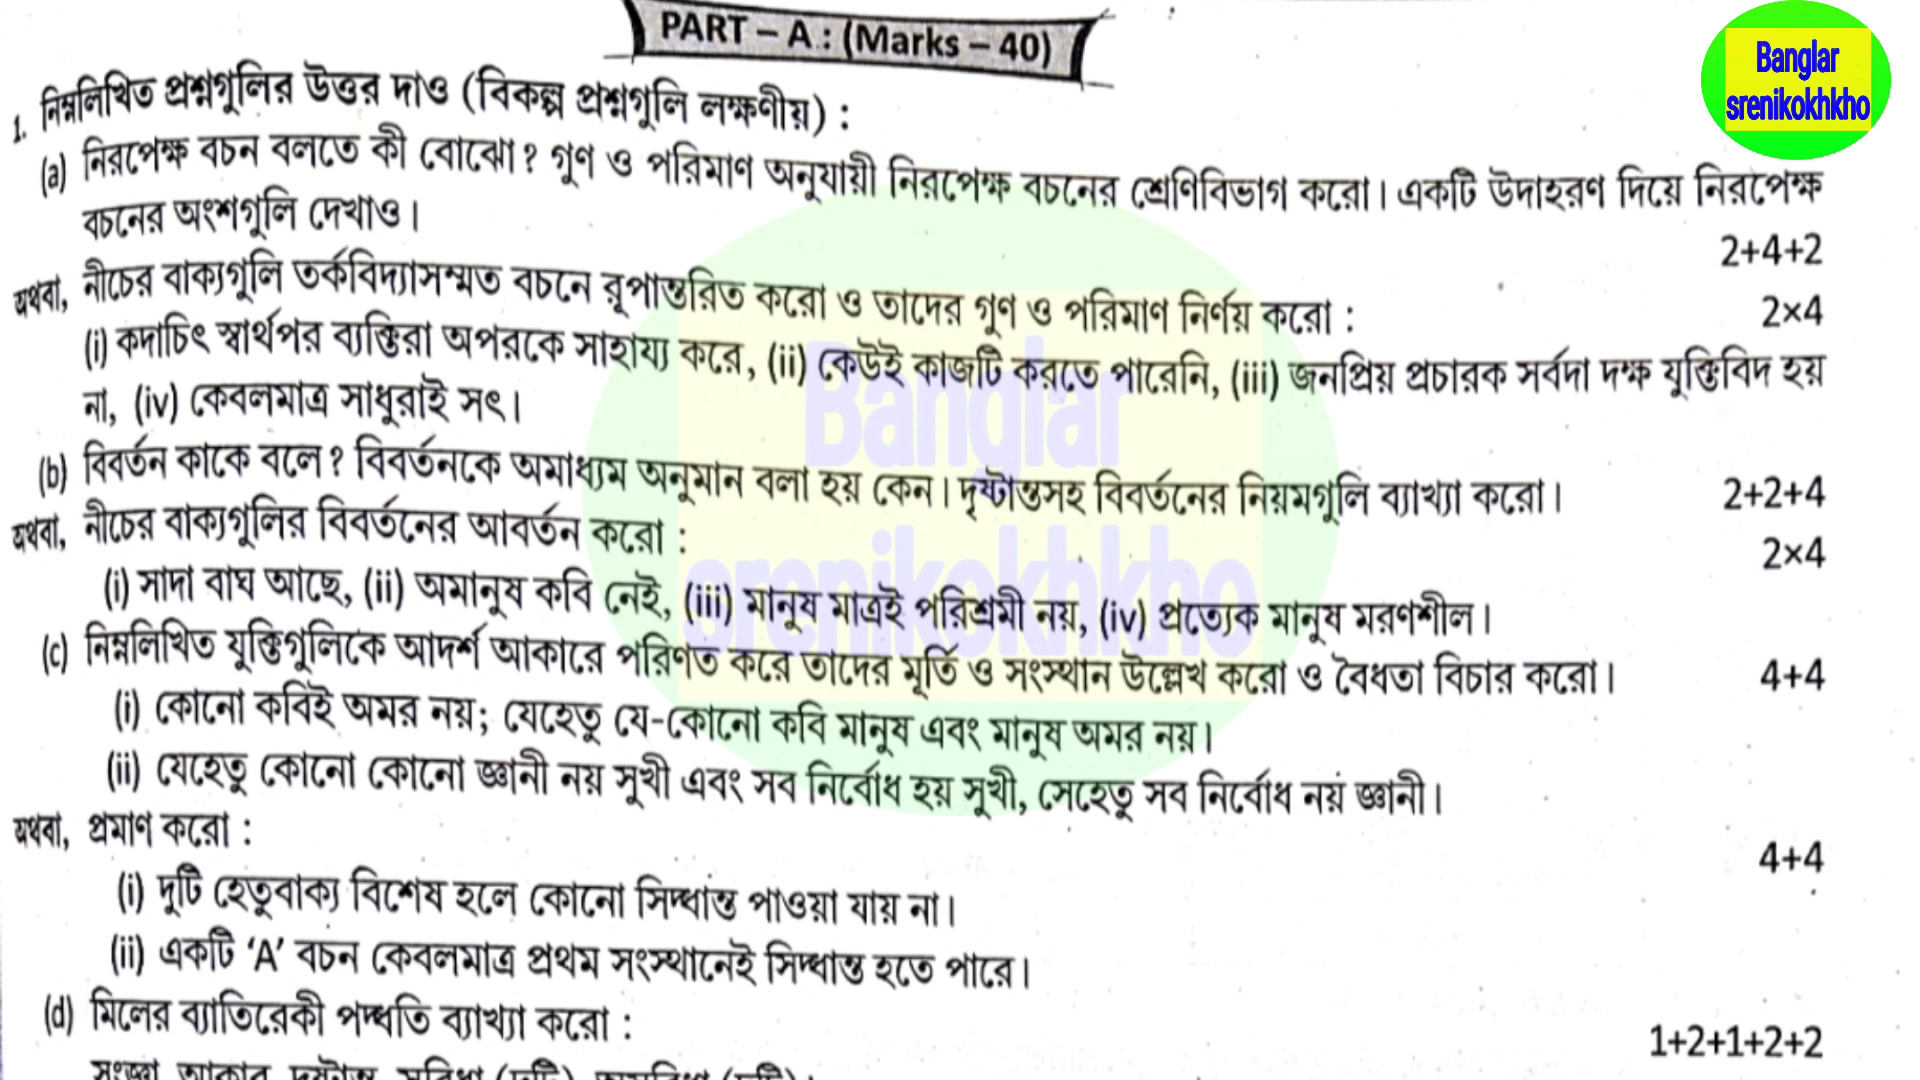 PART – A : (Marks – 40)
Banglar
srenikokhkho
1. নিম্নলিখিত প্রশ্নগুলির উত্তর দাও (বিকল্প প্রশ্নগুলি লক্ষণীয়) :
(a) নিরপেক্ষ বচন বলতে কী বোঝো? গুণ ও পরিমাণ অনুযায়ী নিরপেক্ষ বচনের শ্রেণিবিভাগ করো। একটি উদাহরণ দিয়ে নিরপেক্ষ
বচনের অংশগুলি দেখাও। 2+4+2
অথবা, নীচের বাক্যগুলি তর্কবিদ্যাসম্মত বচনে রূপান্তরিত করো ও তাদের গুণ ও পরিমাণ নির্ণয় করো : 2×4
(i) কদাচিৎ স্বার্থপর ব্যক্তিরা অপরকে সাহায্য করে, (ii) কেউই কাজটি করতে পারেনি, (iii) জনপ্রিয় প্রচারক সর্বদা দক্ষ যুক্তিবিদ হয়
না, (iv) কেবলমাত্র সাধুরাই সৎ।
(b) বিবর্তন কাকে বলে? বিবর্তনকে অমাধ্যম অনুমান বলা হয় কেন। দৃষ্টান্তসহ বিবর্তনের নিয়মগুলি ব্যাখ্যা করো। 2+2+4
অথবা, নীচের বাক্যগুলির বিবর্তনের আবর্তন করো : 2×4
(i) সাদা বাঘ আছে, (ii) অমানুষ কবি নেই, (iii) মানুষ মাত্রই পরিশ্রমী নয়, (iv) প্রত্যেক মানুষ মরণশীল।
(c) নিম্নলিখিত যুক্তিগুলিকে আদর্শ আকারে পরিণত করে তাদের মূর্তি ও সংস্থান উল্লেখ করো ও বৈধতা বিচার করো। 4+4
(i) কোনো কবিই অমর নয়; যেহেতু যে-কোনো কবি মানুষ এবং মানুষ অমর নয়।
(ii) যেহেতু কোনো কোনো জ্ঞানী নয় সুখী এবং সব নির্বোধ হয় সুখী, সেহেতু সব নির্বোধ নয় জ্ঞানী।
অথবা, প্রমাণ করো : 4+4
(i) দুটি হেতুবাক্য বিশেষ হলে কোনো সিদ্ধান্ত পাওয়া যায় না।
(ii) একটি ‘A’ বচন কেবলমাত্র প্রথম সংস্থানেই সিদ্ধান্ত হতে পারে।
(d) মিলের ব্যাতিরেকী পদ্ধতি ব্যাখ্যা করো : 1+2+1+2+2
Banglar
srenikokhkho